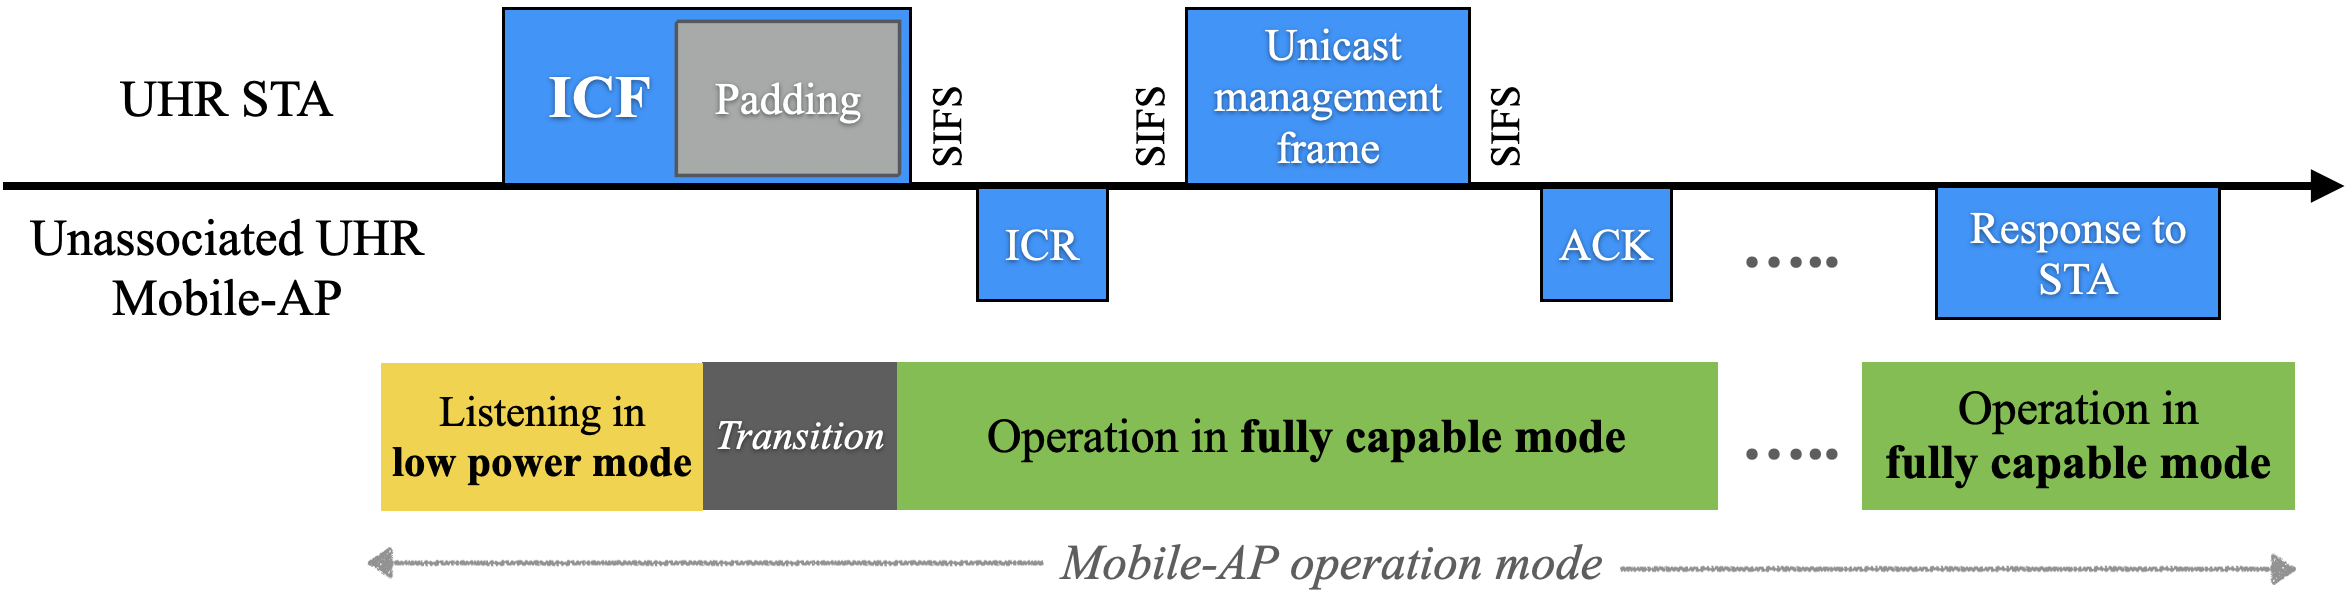 UHR STA
ICF
Padding
SIFS
SIFS
Unicast
management
frame
SIFS
Unassociated UHR
Mobile-AP
ICR
ACK
.....
Response to
STA
Listening in
low power mode
Transition
Operation in fully capable mode
.....
Operation in
fully capable mode
Mobile-AP operation mode